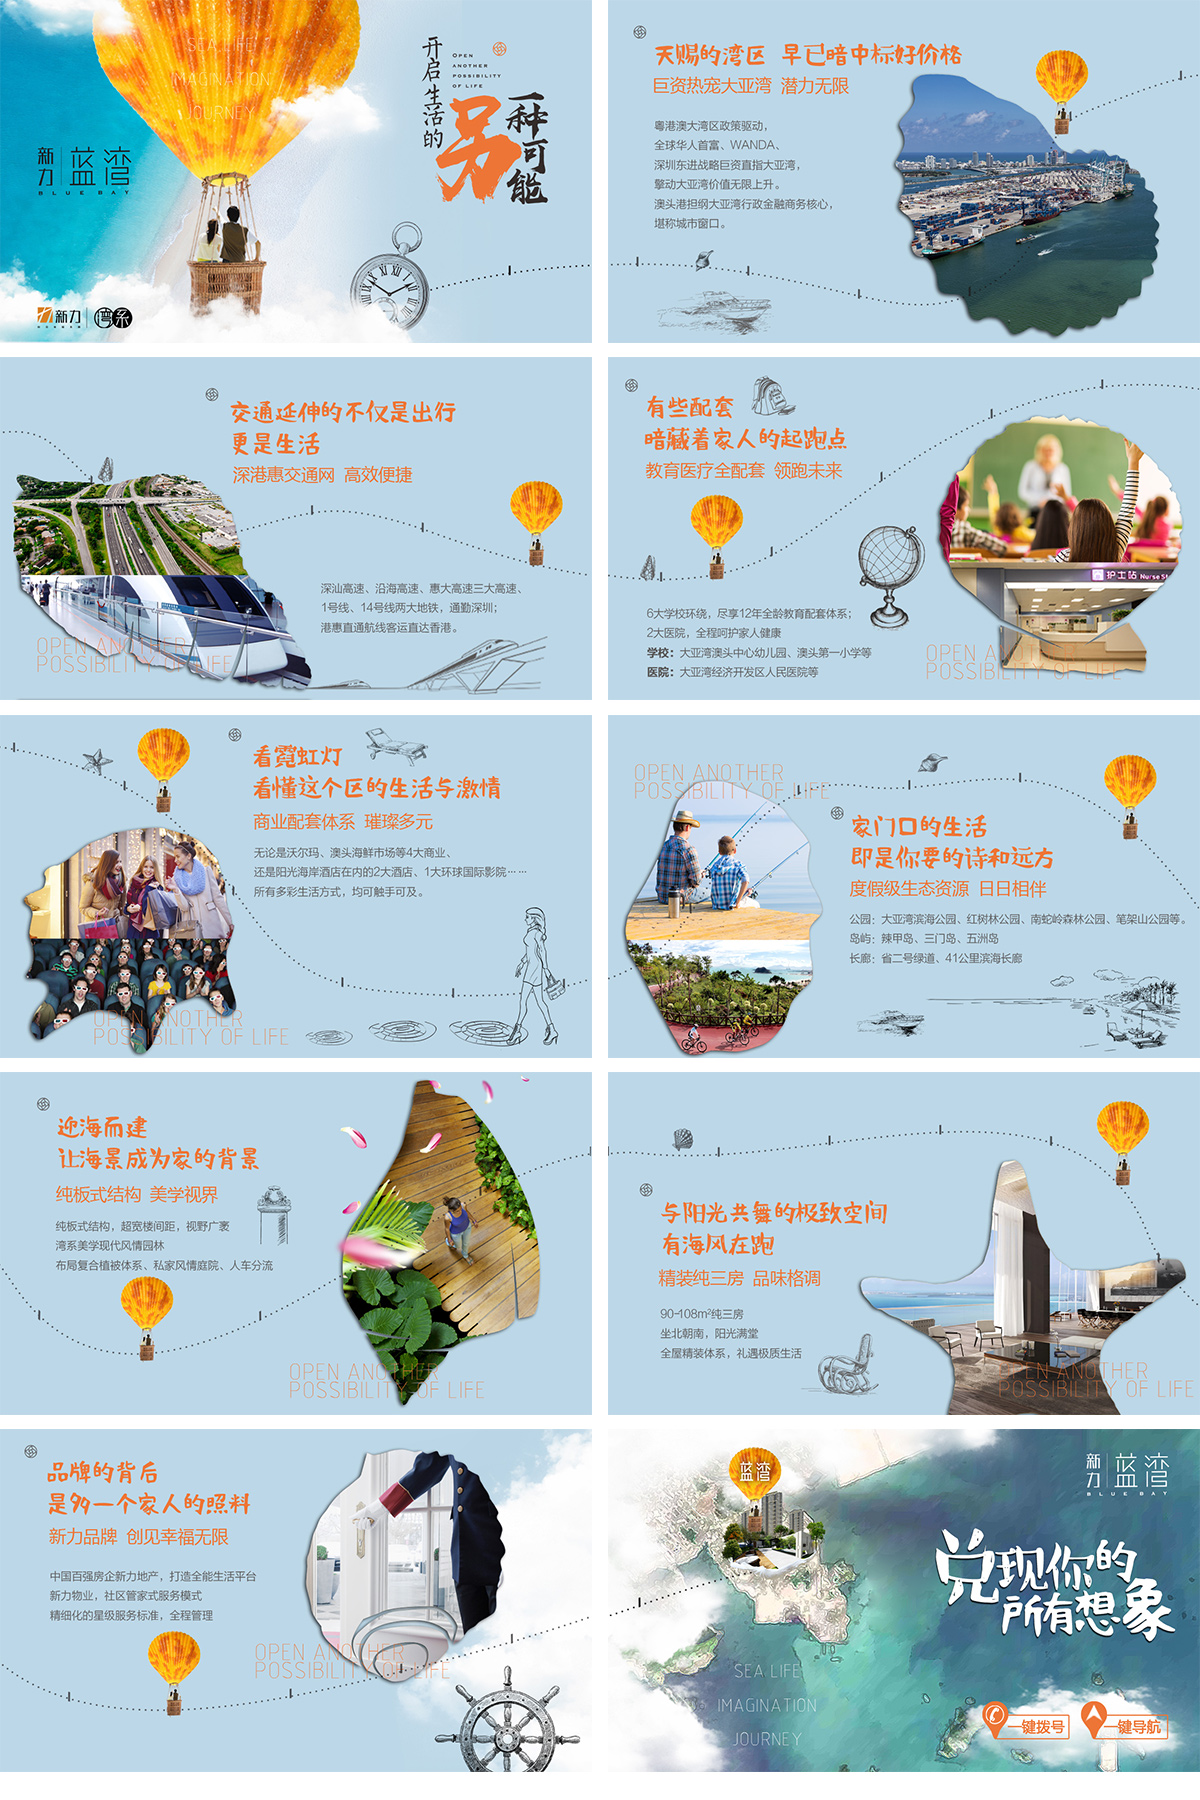 SEA LIFE
IMAGINATION
JOURNEY
新力 蓝湾
BLUE BAY
开启生活的
另
一种可能
OPEN
ANOTHER
POSSIBILITY
OF LIFE
新力 湾系
天赐的湾区 早已暗中标好价格
巨资热宠大亚湾 潜力无限
粤港澳大湾区政策驱动，
全球华人首富、WANDA、
深圳东进战略巨资直指大亚湾，
擎动大亚湾价值无限上升。
澳头港担纲大亚湾行政金融商务核心，
堪称城市窗口。
交通延伸的不仅是出行
更是生活
深港惠交通网 高效便捷
深汕高速、沿海高速、惠大高速三大高速、
1号线、14号线两大地铁，通勤深圳；
港惠直通航线客运直达香港。
OPEN ANOTHER
POSSIBILITY OF LIFE
有些配套
暗藏着家人的起跑点
教育医疗全配套 领跑未来
护士站 Nurse St
6大学校环绕，尽享12年全龄教育配套体系；
2大医院，全程呵护家人健康
学校：大亚湾澳头中心幼儿园、澳头第一小学等
医院：大亚湾经济开发区人民医院等
OPEN ANOTHER
POSSIBILITY OF LIFE
看霓虹灯
看懂这个区的生活与激情
商业配套体系 璀璨多元
无论是沃尔玛、澳头海鲜市场等4大商业、
还是阳光海岸酒店在内的2大酒店、1大环球国际影院……
所有多彩生活方式，均可触手可及。
OPEN ANOTHER
POSSIBILITY OF LIFE
OPEN ANOTHER
POSSIBILITY OF LIFE
家门口的生活
即是你要的诗和远方
度假级生态资源 日日相伴
公园：大亚湾滨海公园、红树林公园、南蛇岭森林公园、笔架山公园等。
岛屿：辣甲岛、三门岛、五洲岛
长廊：省二号绿道、41公里滨海长廊
迎海而建
让海景成为家的背景
纯板式结构 美学视界
纯板式结构，超宽楼间距，视野广袤
湾系美学现代风情园林
布局复合植被体系、私家风情庭院、人车分流
OPEN ANOTHER
POSSIBILITY OF LIFE
与阳光共舞的极致空间
有海风在跑
精装纯三房 品味格调
90-108m²纯三房
坐北朝南，阳光满堂
全屋精装体系，礼遇极质生活
OPEN ANOTHER
POSSIBILITY OF LIFE
品牌的背后
是多一个家人的照料
新力品牌 创见幸福无限
中国百强房企新力地产，打造全能生活平台
新力物业，社区管家式服务模式
精细化的星级服务标准，全程管理
OPEN ANOTHER
POSSIBILITY OF LIFE
蓝湾
新力 蓝湾
BLUE BAY
兑现你的
所有想象
SEA LIFE
IMAGINATION
JOURNEY
一键拨号
一键导航